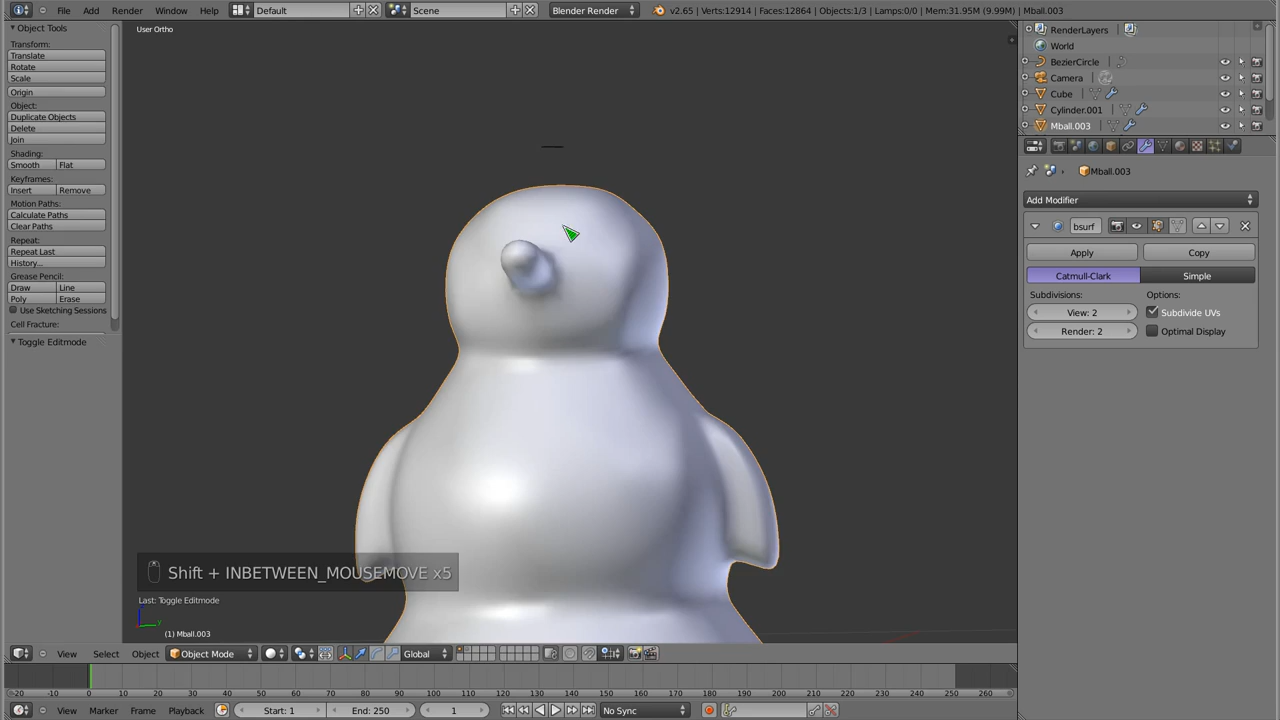 File Add Render Window Help Default Scene Blender Render v2.65 | Verts:12914 | Faces:12864 | Objects:1/3 | Lamps:0/0 | Mem:31.95M (9.99M) | Mball.003
Object Tools
Transform:
Translate
Rotate
Scale
Origin
Object:
Duplicate Objects
Delete
Join
Shading:
Smooth Flat
Keyframes:
Insert Remove
Motion Paths:
Calculate Paths
Clear Paths
Repeat:
Repeat Last
History...
Grease Pencil:
Draw Line
Poly Erase
Use Sketching Sessions
Cell Fracture:
Toggle Editmode
User Ortho
Shift + INBETWEEN_MOUSEMOVE x5
Last: Toggle Editmode
y
(1) Mball.003
RenderLayers
World
BezierCircle
Camera
Cube
Cylinder.001
Mball.003
Mball.003
Add Modifier
bsurf
Apply Copy
Catmull-Clark Simple
Subdivisions: Options:
View: 2 Subdivide UVs
Render: 2 Optimal Display
View Select Object Object Mode Global
-20 -10 0 10 20 30 40 50 60 70 80 90 100 110 120 130 140 150 160 170 180 190 200 210 220 230 240 250 260
View Marker Frame Playback Start: 1 End: 250 1 No Sync